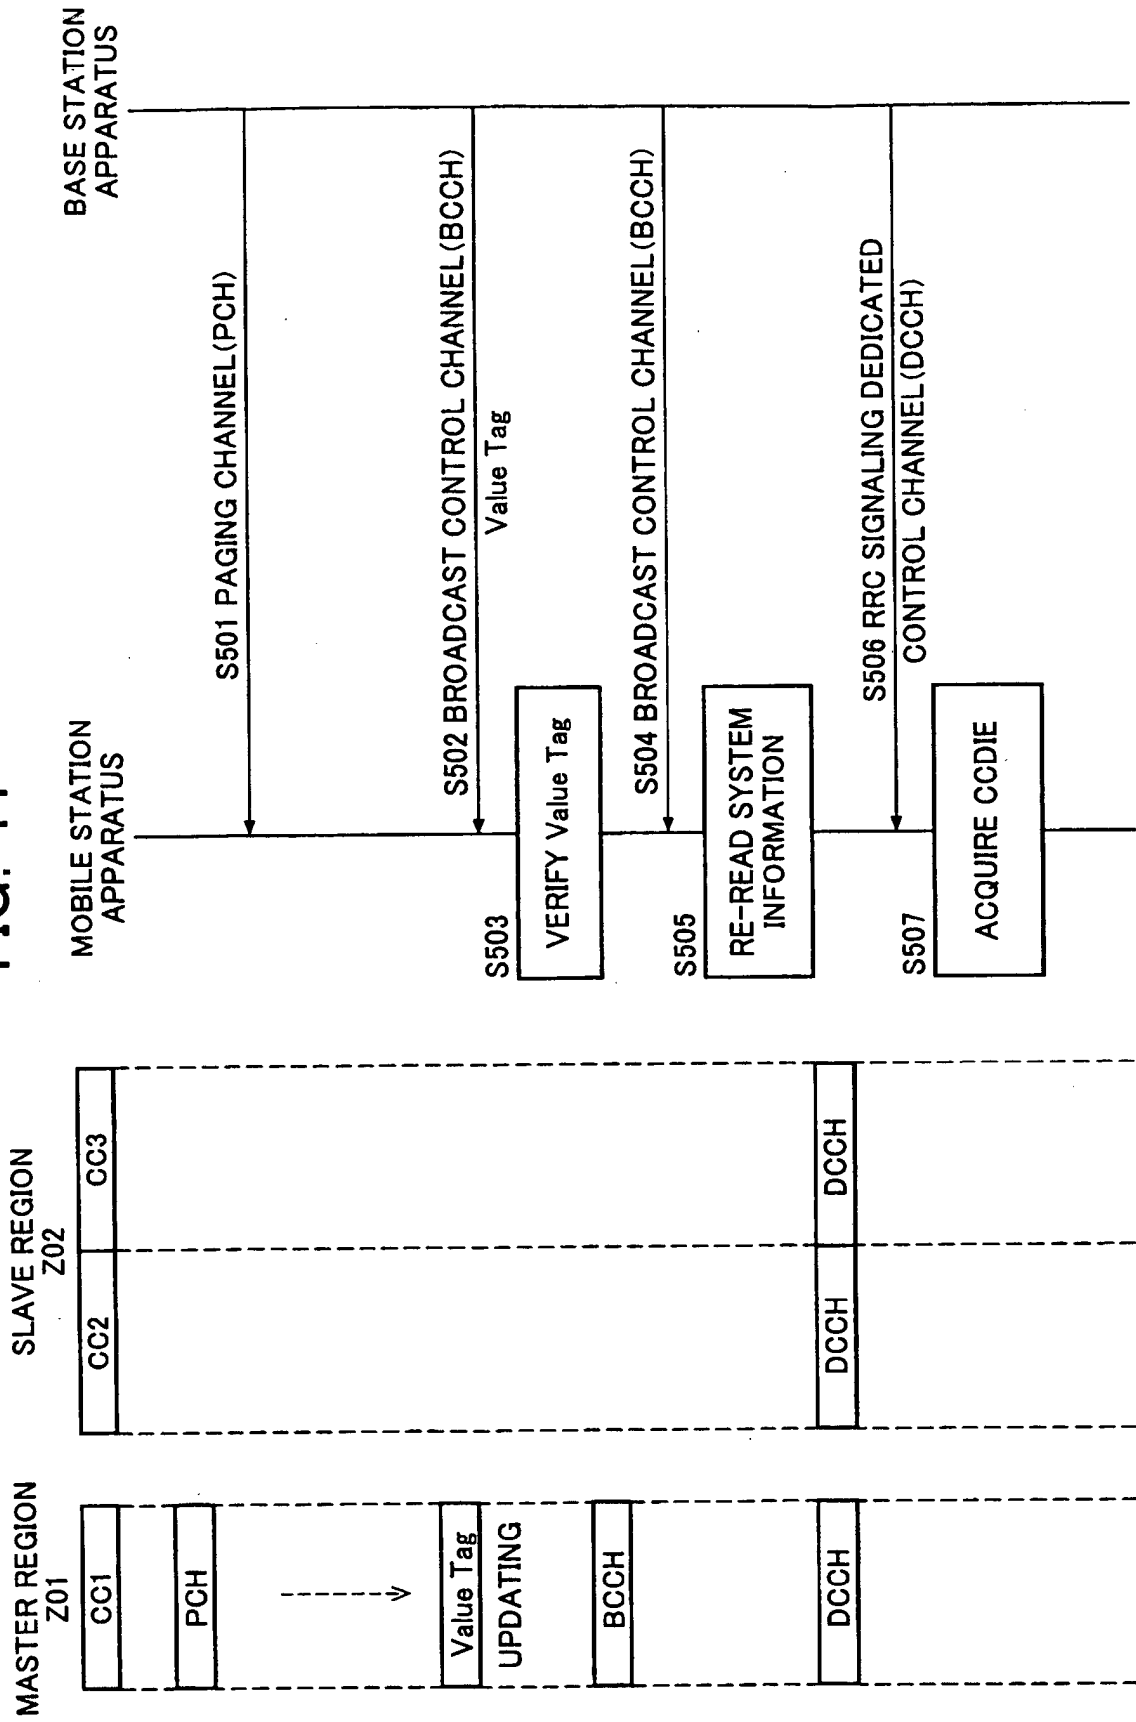 MASTER REGION
Z01
SLAVE REGION
Z02
CC1
CC2
CC3
PCH
Value Tag
UPDATING
BCCH
DCCH
DCCH
DCCH
MOBILE STATION
APPARATUS
BASE STATION
APPARATUS
S501 PAGING CHANNEL(PCH)
S502 BROADCAST CONTROL CHANNEL(BCCH)
Value Tag
S503
VERIFY Value Tag
S504 BROADCAST CONTROL CHANNEL(BCCH)
S505
RE-READ SYSTEM
INFORMATION
S506 RRC SIGNALING DEDICATED
CONTROL CHANNEL(DCCH)
S507
ACQUIRE CCDIE